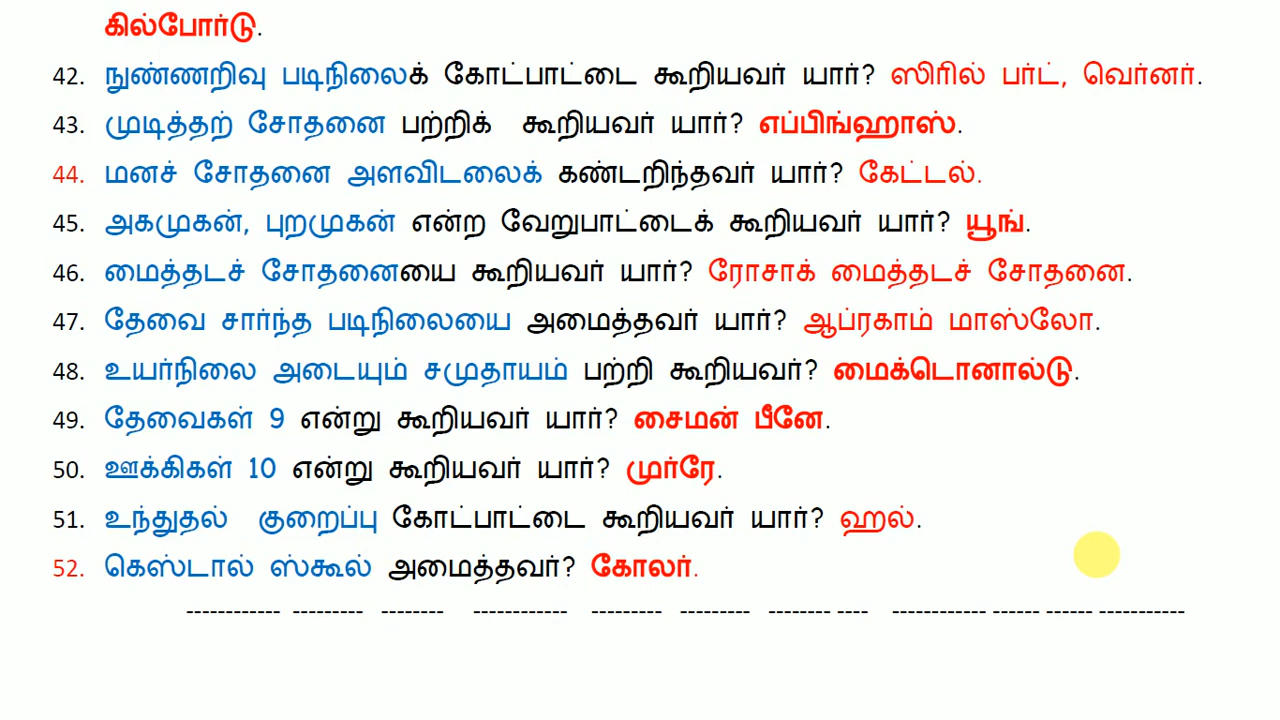 கில்போர்டு.
42. நுண்ணறிவு படிநிலைக் கோட்பாட்டை கூறியவர் யார்? ஸிரில் பர்ட், வெர்னர்.
43. முடித்தற் சோதனை பற்றிக் கூறியவர் யார்? எப்பிங்ஹாஸ்.
44. மனச் சோதனை அளவிடலைக் கண்டறிந்தவர் யார்? கேட்டல்.
45. அகமுகன், புறமுகன் என்ற வேறுபாட்டைக் கூறியவர் யார்? யூங்.
46. மைத்தடச் சோதனையை கூறியவர் யார்? ரோசாக் மைத்தடச் சோதனை.
47. தேவை சார்ந்த படிநிலையை அமைத்தவர் யார்? ஆப்ரகாம் மாஸ்லோ.
48. உயர்நிலை அடையும் சமுதாயம் பற்றி கூறியவர்? மைக்டொனால்டு.
49. தேவைகள் 9 என்று கூறியவர் யார்? சைமன் பீனே.
50. ஊக்கிகள் 10 என்று கூறியவர் யார்? முர்ரே.
51. உந்துதல் குறைப்பு கோட்பாட்டை கூறியவர் யார்? ஹல்.
52. கெஸ்டால் ஸ்கூல் அமைத்தவர்? கோலர்.
------------ --------- -------- ------------ --------- --------- -------- ---- ------------ ------ ------ -----------